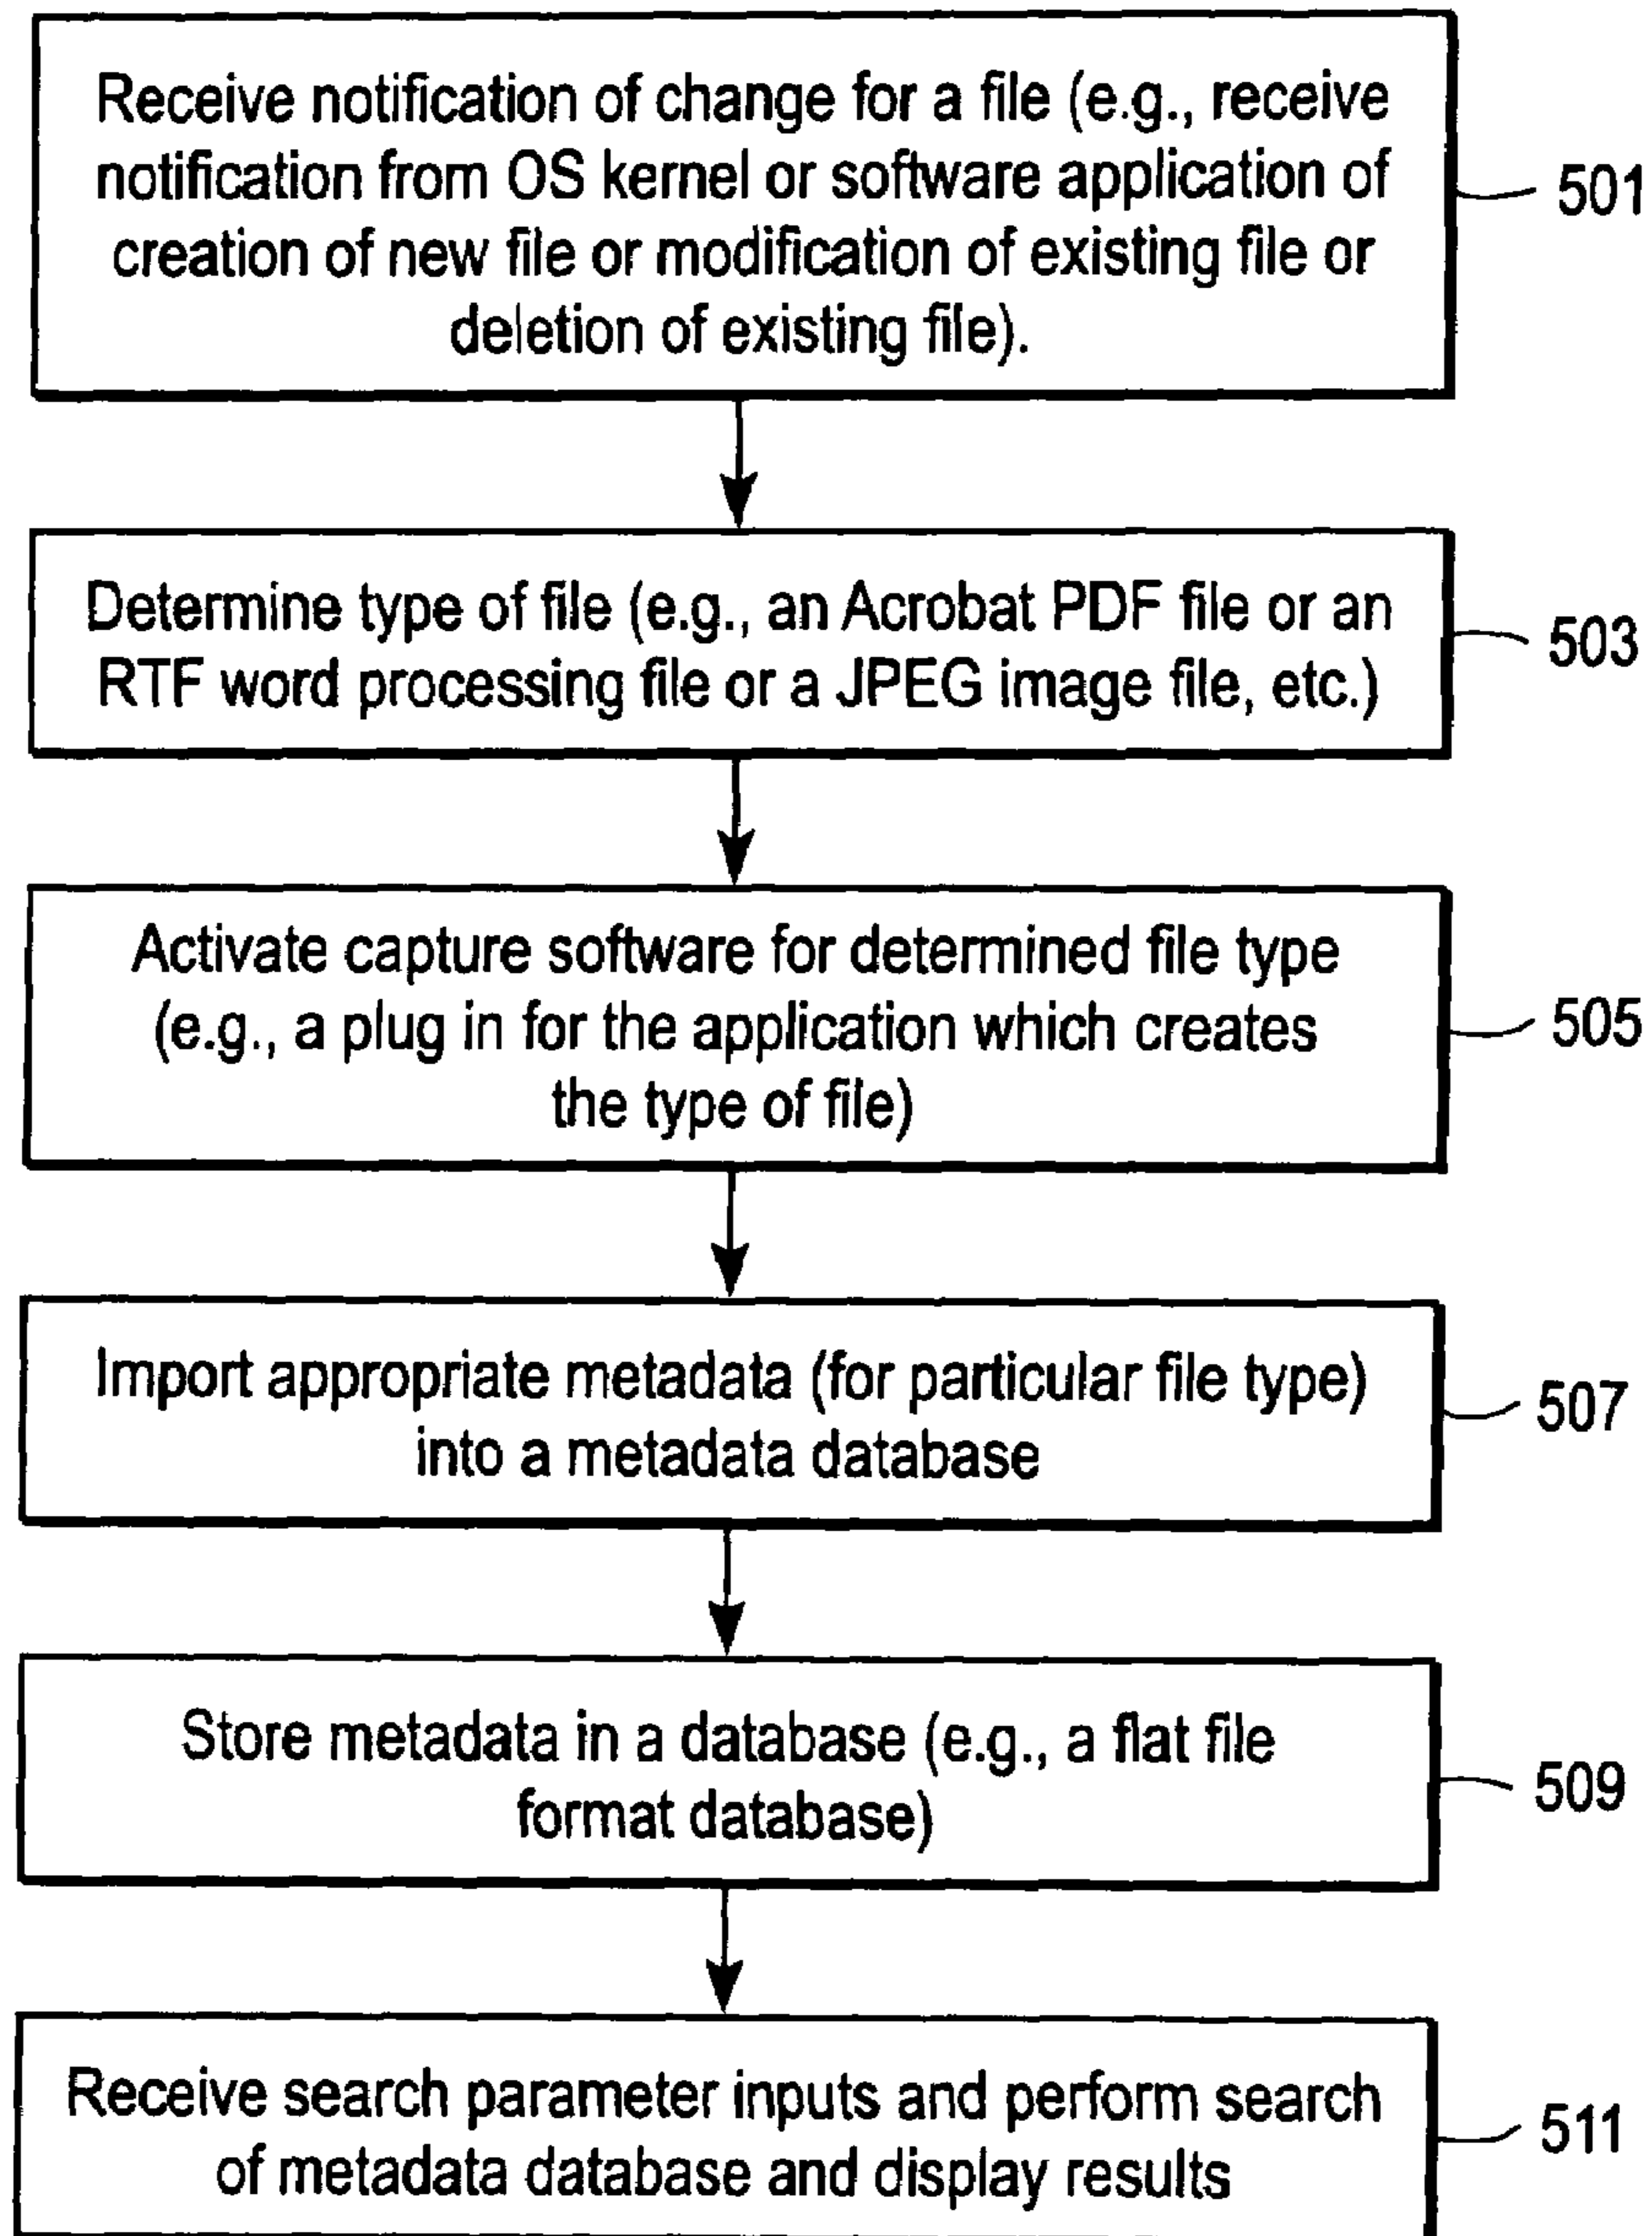 Receive notification of change for a file (e.g., receive
notification from OS kernel or software application of
creation of new file or modification of existing file or
deletion of existing file).
501
Determine type of file (e.g., an Acrobat PDF file or an
RTF word processing file or a JPEG image file, etc.)
503
Activate capture software for determined file type
(e.g., a plug in for the application which creates
the type of file)
505
Import appropriate metadata (for particular file type)
into a metadata database
507
Store metadata in a database (e.g., a flat file
format database)
509
Receive search parameter inputs and perform search
of metadata database and display results
511